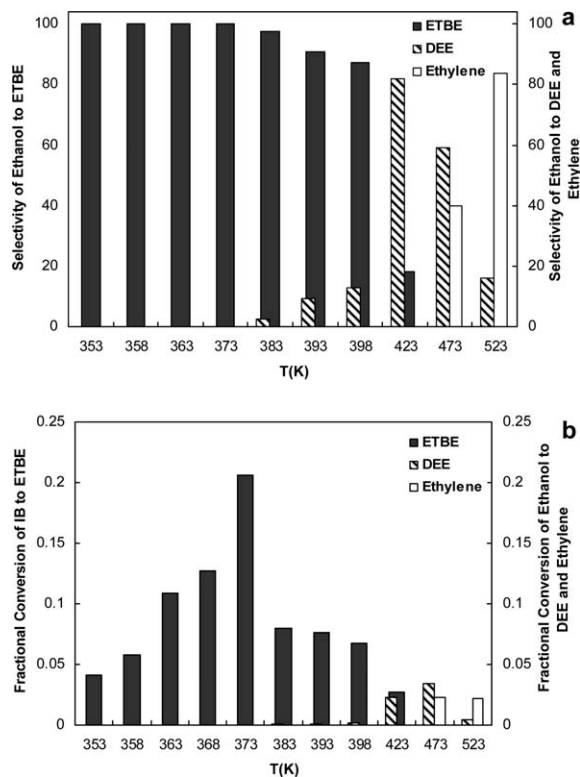 a
100
80
60
40
20
0
Selectivity of Ethanol to ETBE
ETBE
DEE
Ethylene
100
80
60
40
20
0
Selectivity of Ethanol to DEE and
Ethylene
353 358 363 373 383 393 398 423 473 523
T(K)
b
0.25
0.2
0.15
0.1
0.05
0
Fractional Conversion of IB to ETBE
ETBE
DEE
Ethylene
0.25
0.2
0.15
0.1
0.05
0
Fractional Conversion of Ethanol to
DEE and Ethylene
353 358 363 368 373 383 393 398 423 473 523
T(K)